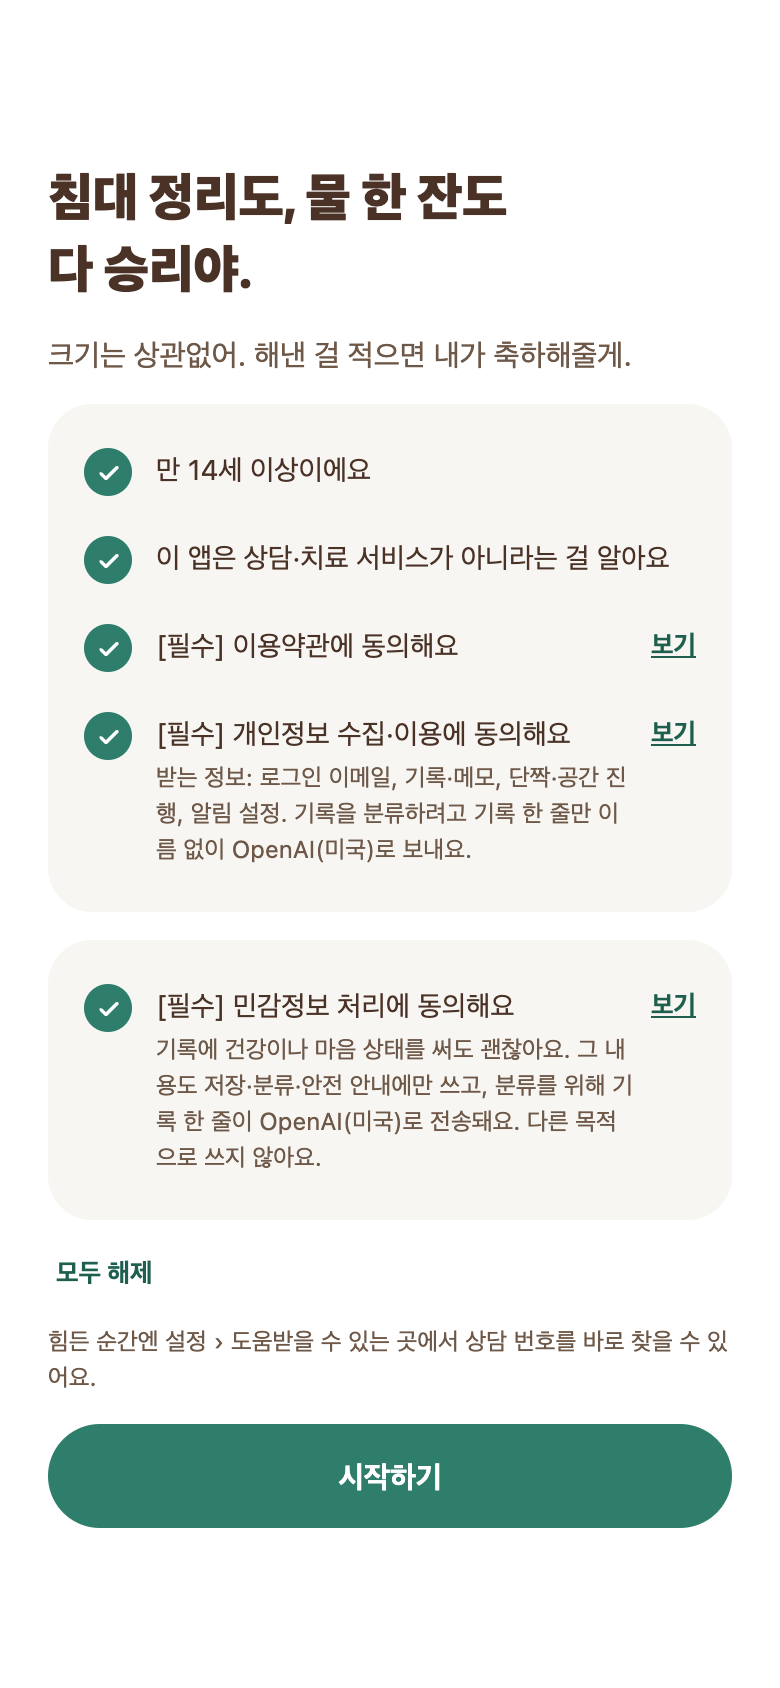 침대 정리도, 물 한 잔도
다 승리야.
크기는 상관없어. 해낸 걸 적으면 내가 축하해줄게.
만 14세 이상이에요
이 앱은 상담·치료 서비스가 아니라는 걸 알아요
[필수] 이용약관에 동의해요 보기
[필수] 개인정보 수집·이용에 동의해요 보기
받는 정보: 로그인 이메일, 기록·메모, 단짝·공간 진
행, 알림 설정. 기록을 분류하려고 기록 한 줄만 이
름 없이 OpenAI(미국)로 보내요.
[필수] 민감정보 처리에 동의해요 보기
기록에 건강이나 마음 상태를 써도 괜찮아요. 그 내
용도 저장·분류·안전 안내에만 쓰고, 분류를 위해 기
록 한 줄이 OpenAI(미국)로 전송돼요. 다른 목적
으로 쓰지 않아요.
모두 해제
힘든 순간엔 설정 › 도움받을 수 있는 곳에서 상담 번호를 바로 찾을 수 있
어요.
시작하기